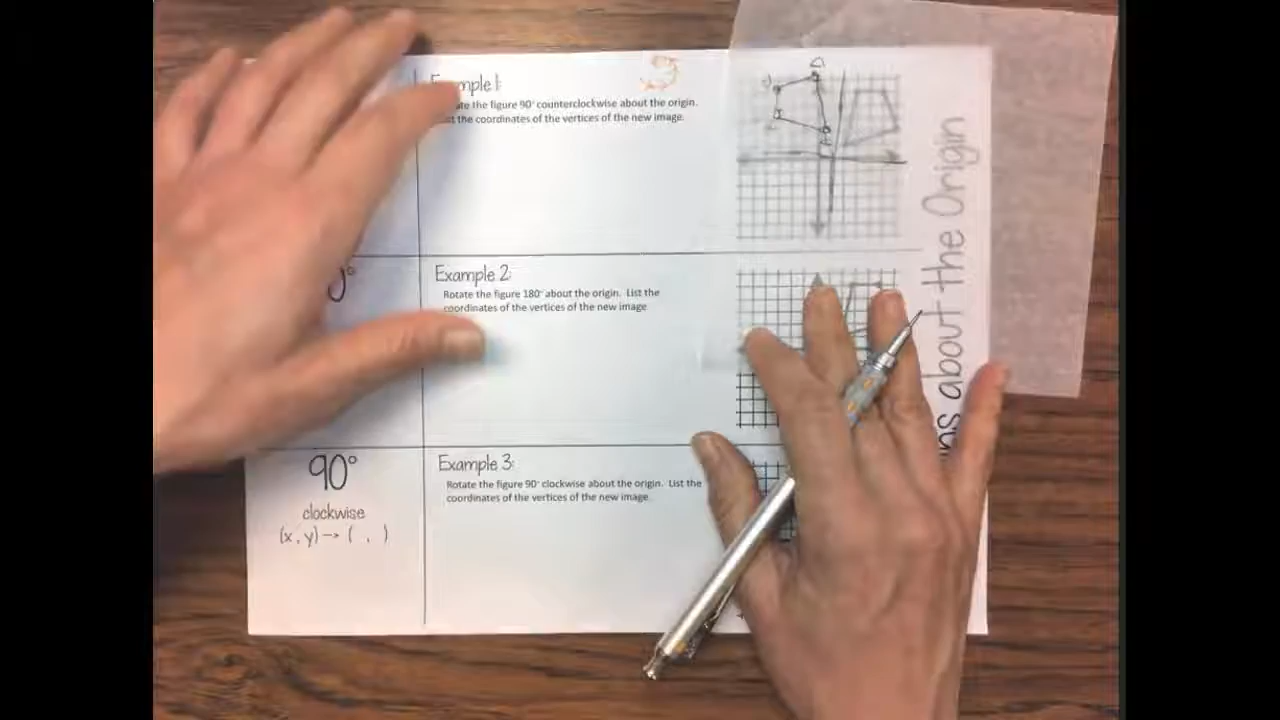 Example 1:
the figure 90° counterclockwise about the origin.
the coordinates of the vertices of the new image.
Example 2:
Rotate the figure 180° about the origin. List the
coordinates of the vertices of the new image
90°
clockwise
(x, y) → ( , )
Example 3:
Rotate the figure 90° clockwise about the origin. List the
coordinates of the vertices of the new image.
about the Origin